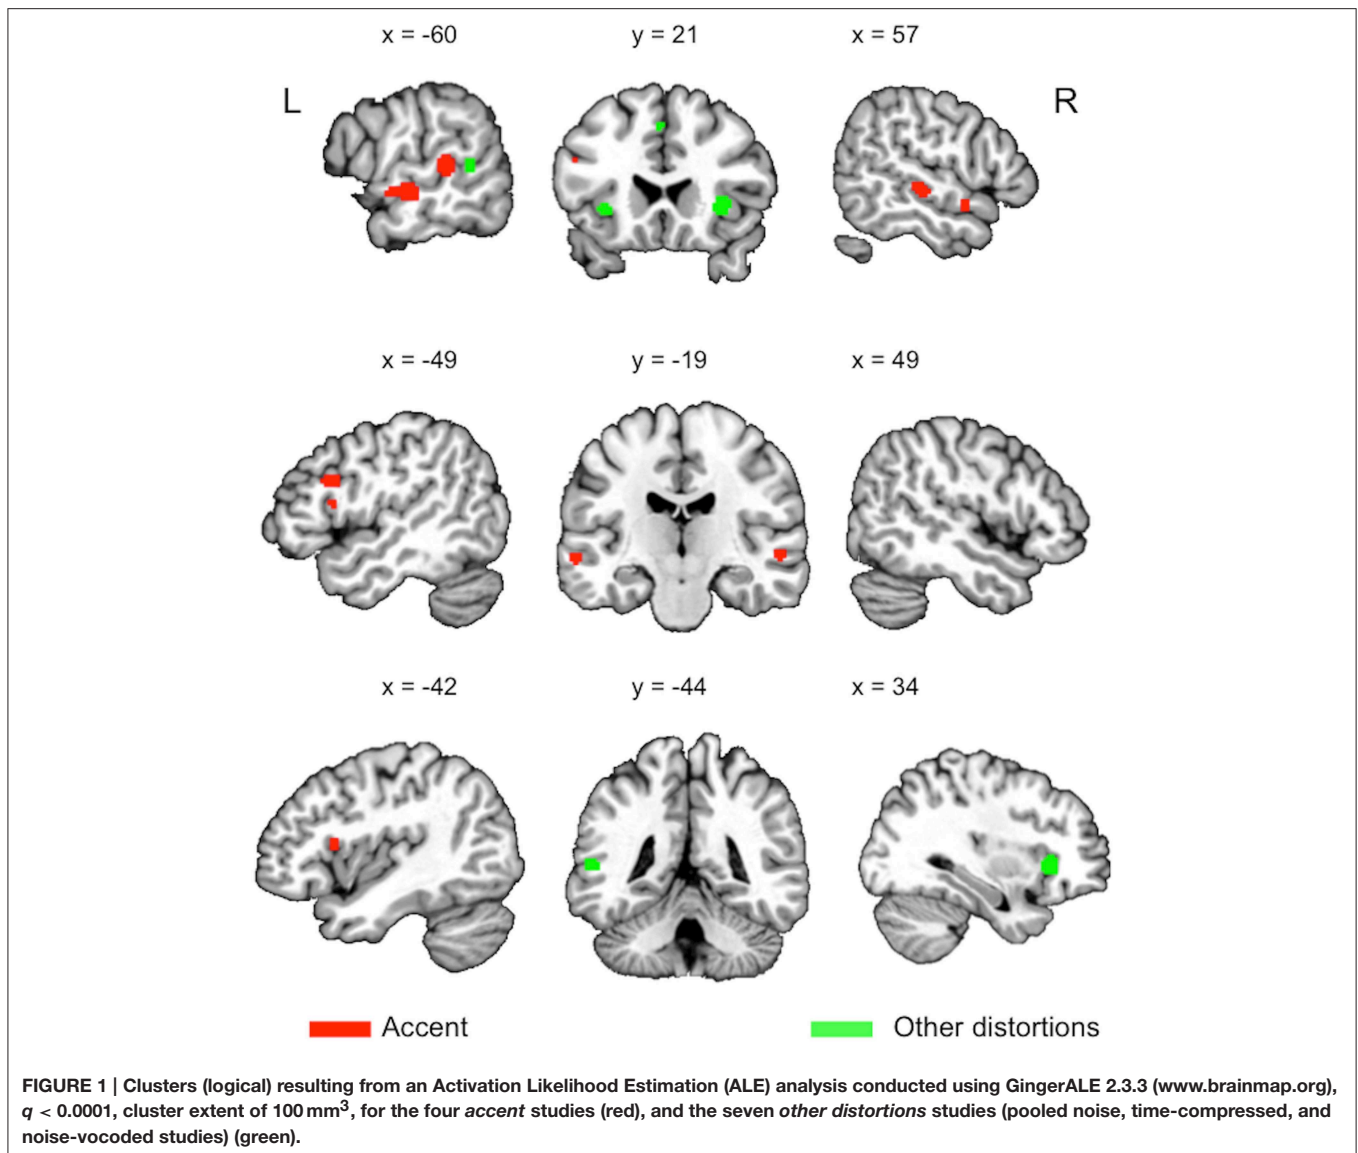 x = -60
y = 21
x = 57
L
R
x = -49
y = -19
x = 49
x = -42
y = -44
x = 34
Accent
Other distortions
FIGURE 1 | Clusters (logical) resulting from an Activation Likelihood Estimation (ALE) analysis conducted using GingerALE 2.3.3 (www.brainmap.org),
q < 0.0001, cluster extent of 100 mm³, for the four accent studies (red), and the seven other distortions studies (pooled noise, time-compressed, and
noise-vocoded studies) (green).